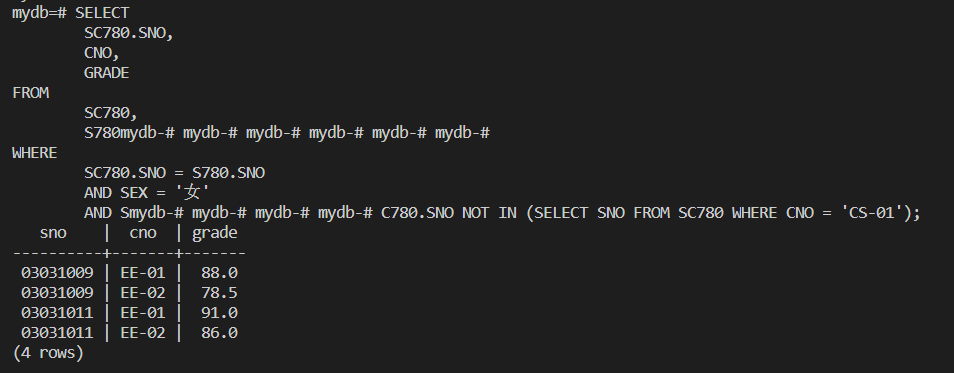 mydb=# SELECT
SC780.SNO,
CNO,
GRADE
FROM
SC780,
S780mydb-# mydb-# mydb-# mydb-# mydb-# mydb-#
WHERE
SC780.SNO = S780.SNO
AND SEX = '女'
AND Smydb-# mydb-# mydb-# mydb-# C780.SNO NOT IN (SELECT SNO FROM SC780 WHERE CNO = 'CS-01');
sno | cno | grade
----------+-------+-------
03031009 | EE-01 | 88.0
03031009 | EE-02 | 78.5
03031011 | EE-01 | 91.0
03031011 | EE-02 | 86.0
(4 rows)